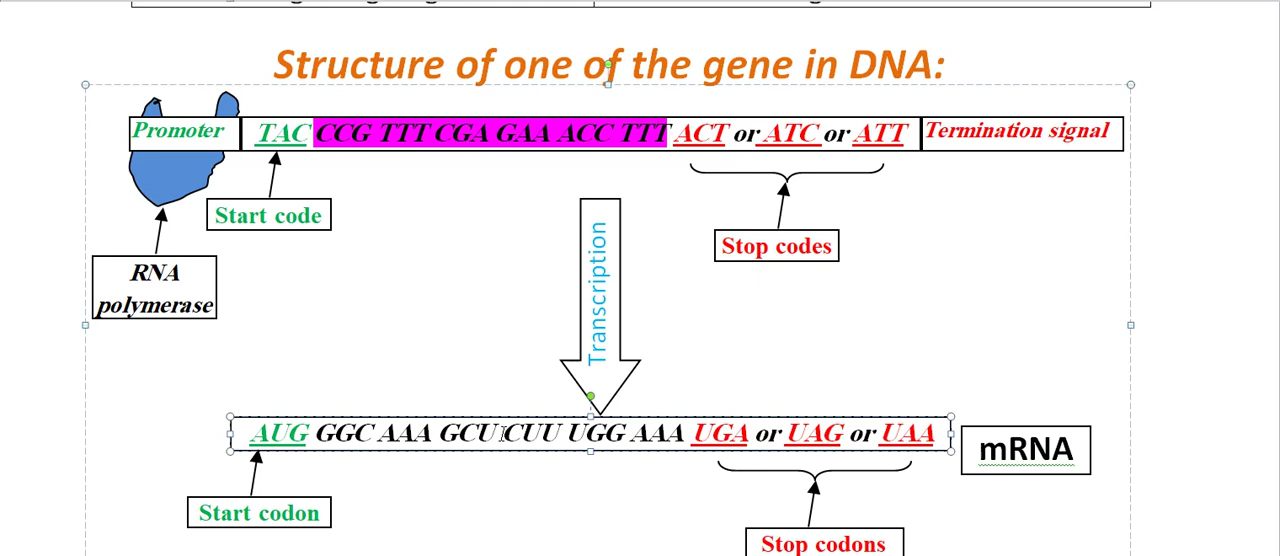 Structure of one of the gene in DNA:
Promoter TAC CCG TTT CGA GAA ACC TTT ACT or ATC or ATT Termination signal
Start code
Stop codes
RNA
polymerase
Transcription
AUG GGC AAA GCU CUU UGG AAA UGA or UAG or UAA
mRNA
Start codon
Stop codons